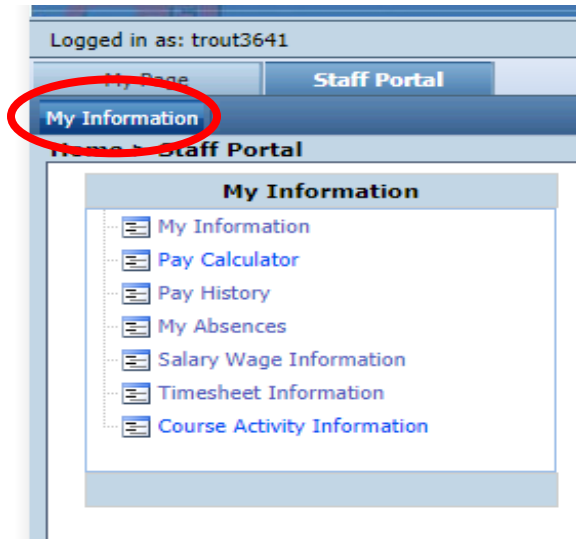 Logged in as: trout3641
My Page Staff Portal
My Information
Home > Staff Portal
My Information
My Information
Pay Calculator
Pay History
My Absences
Salary Wage Information
Timesheet Information
Course Activity Information